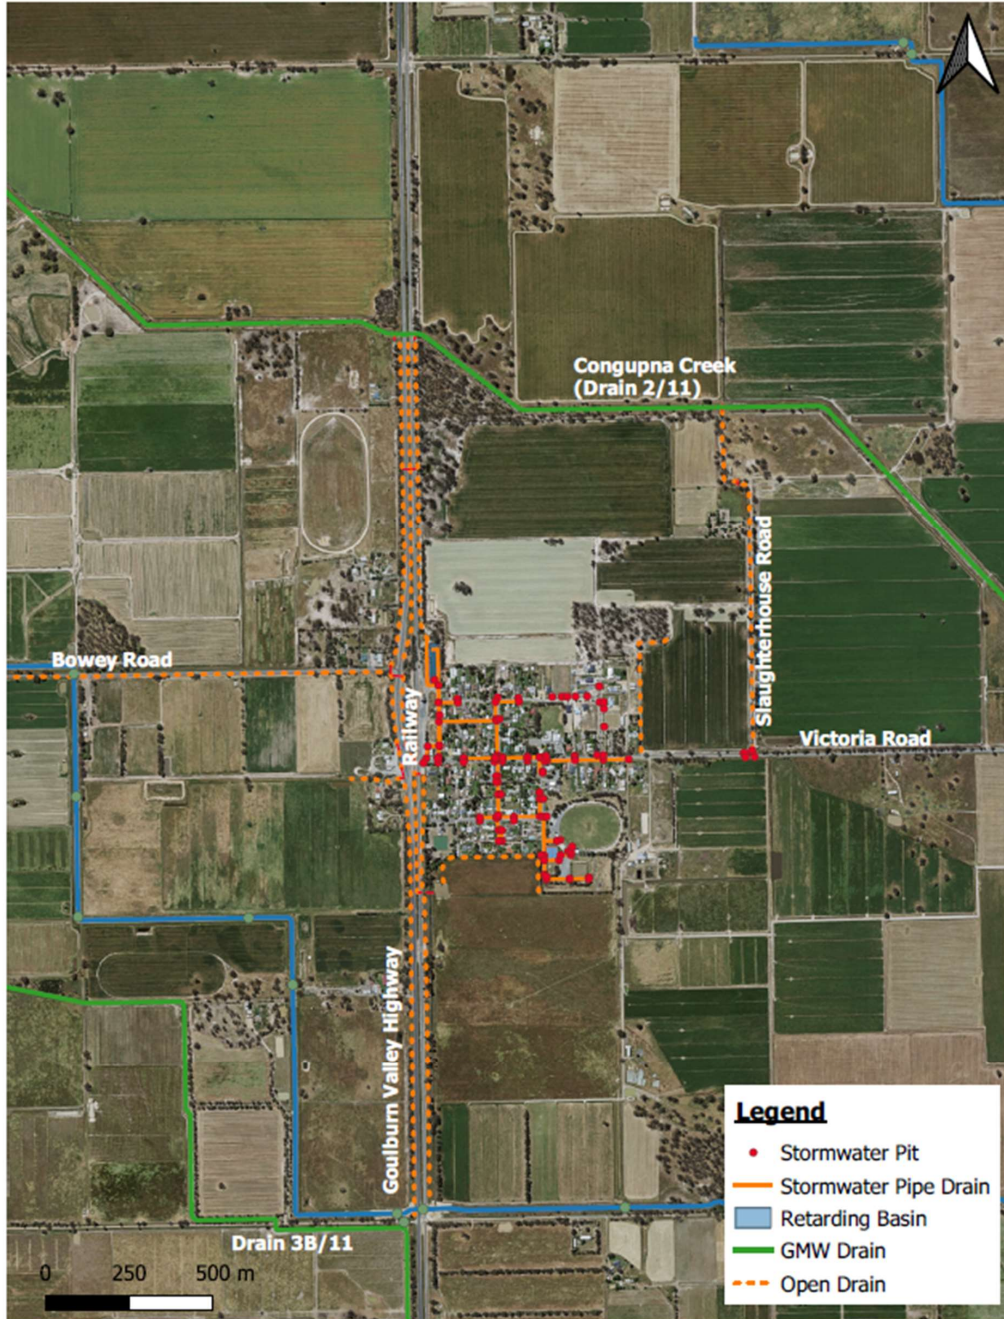 Congupna Creek
(Drain 2/11)
Slaughterhouse Road
Bowey Road
Railway
Victoria Road
Goulburn Valley Highway
Drain 3B/11
0 250 500 m
Legend
Stormwater Pit
Stormwater Pipe Drain
Retarding Basin
GMW Drain
Open Drain